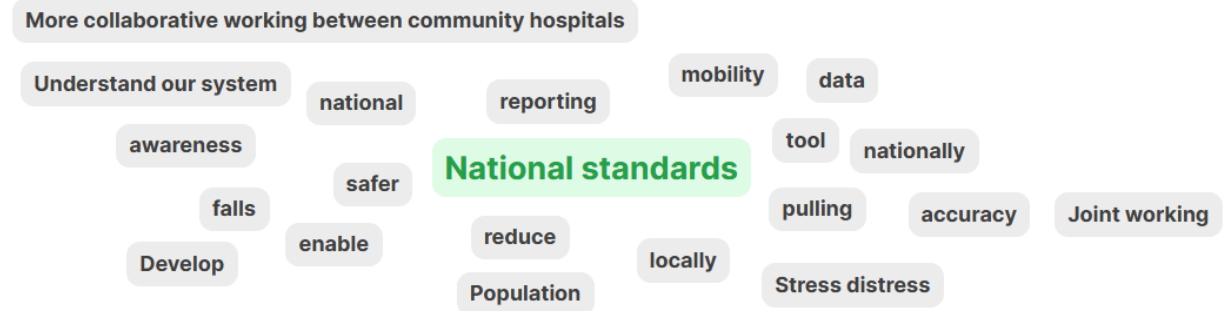 More collaborative working between community hospitals
Understand our system
national
reporting
mobility
data
awareness
National standards
tool
nationally
safer
falls
pulling
accuracy
Joint working
Develop
enable
reduce
locally
Population
Stress distress